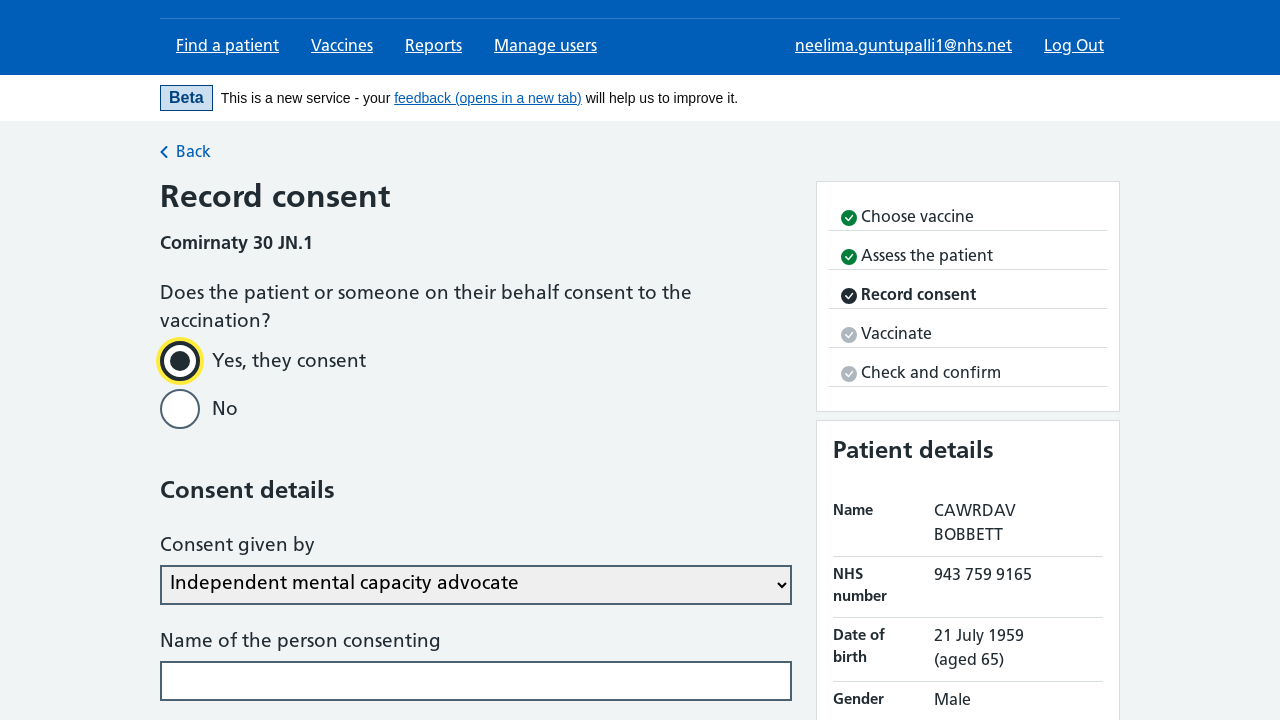 Find a patient
Vaccines
Reports
Manage users
neelima.guntupalli1@nhs.net
Log Out
Beta
This is a new service - your feedback (opens in a new tab) will help us to improve it.
Back
Record consent
Comirnaty 30 JN.1
Does the patient or someone on their behalf consent to the
vaccination?
Yes, they consent
No
Consent details
Consent given by
Independent mental capacity advocate
Name of the person consenting
Choose vaccine
Assess the patient
Record consent
Vaccinate
Check and confirm
Patient details
Name
CAWRDAV
BOBBETT
NHS
number
943 759 9165
Date of
birth
21 July 1959
(aged 65)
Gender
Male